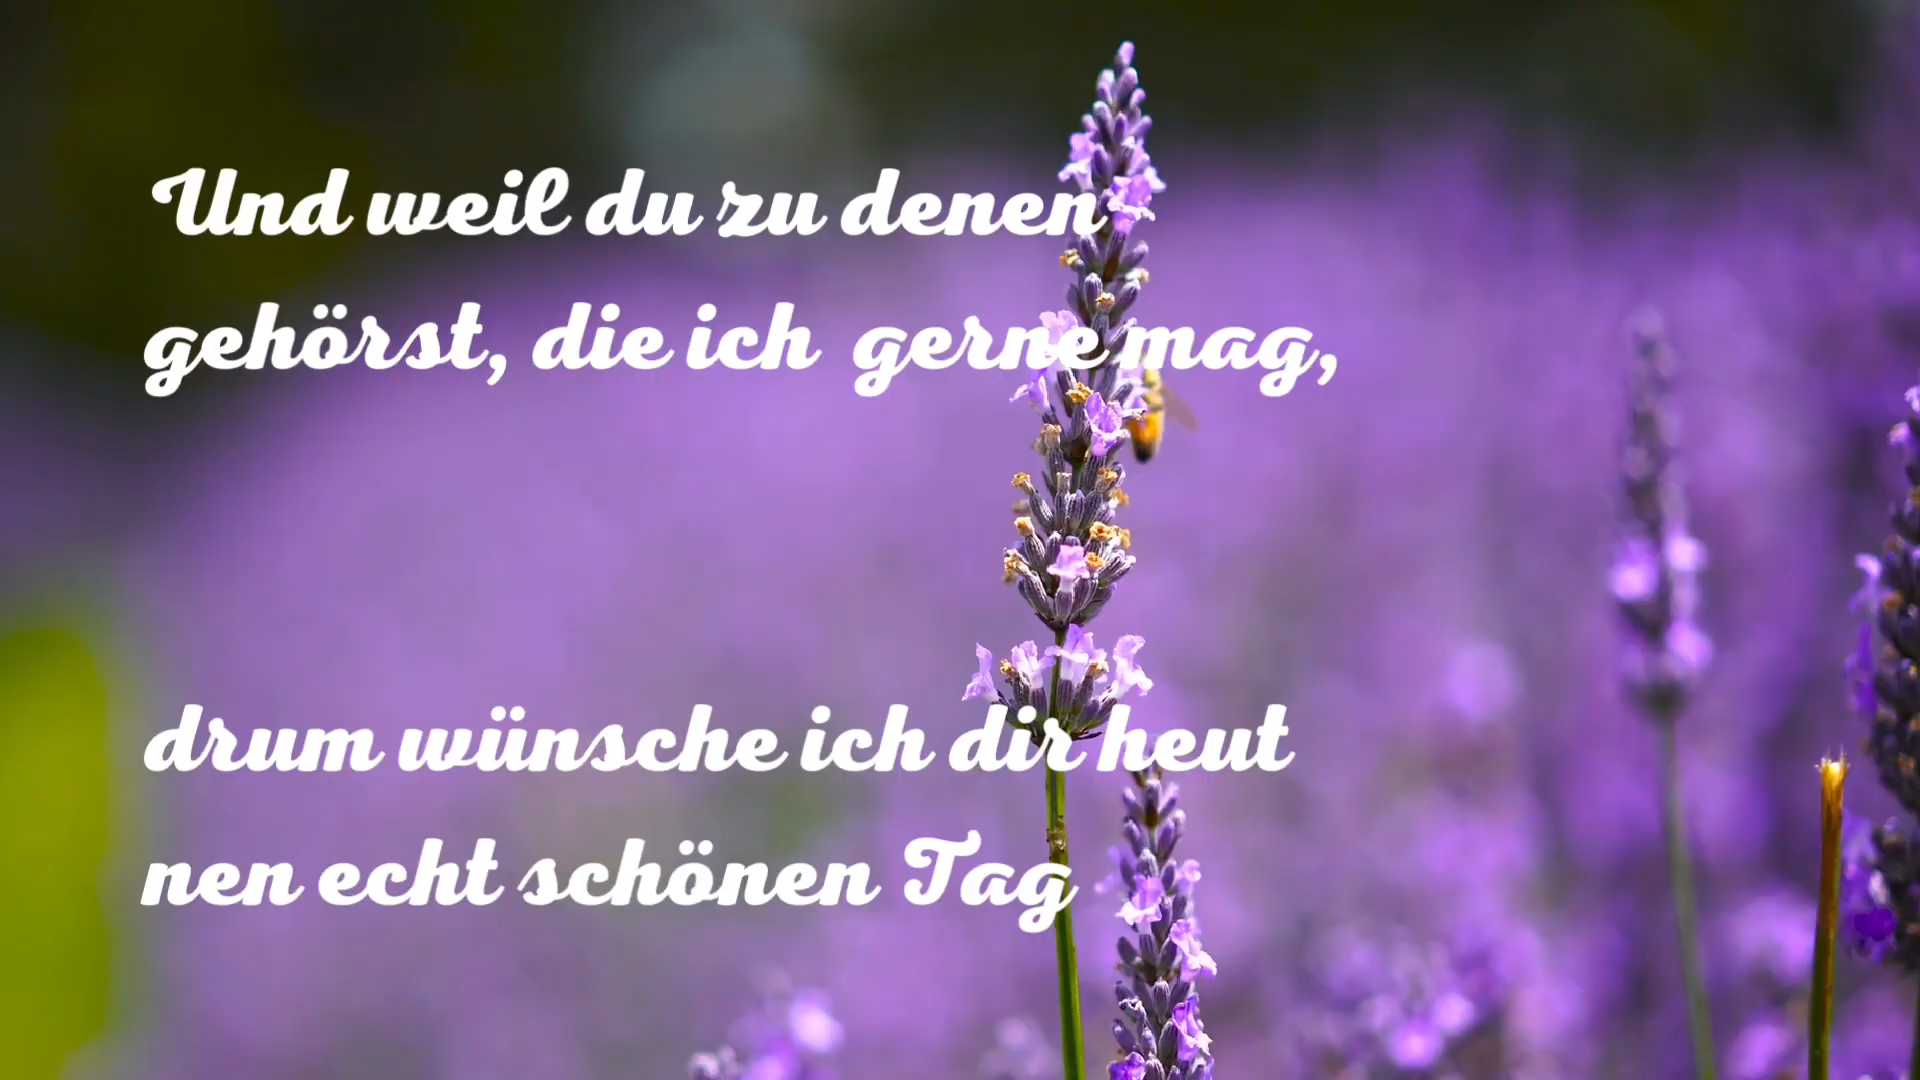 Und weil du zu denen
gehörst, die ich gerne mag,
drum wünsche ich dir heut
nen echt schönen Tag